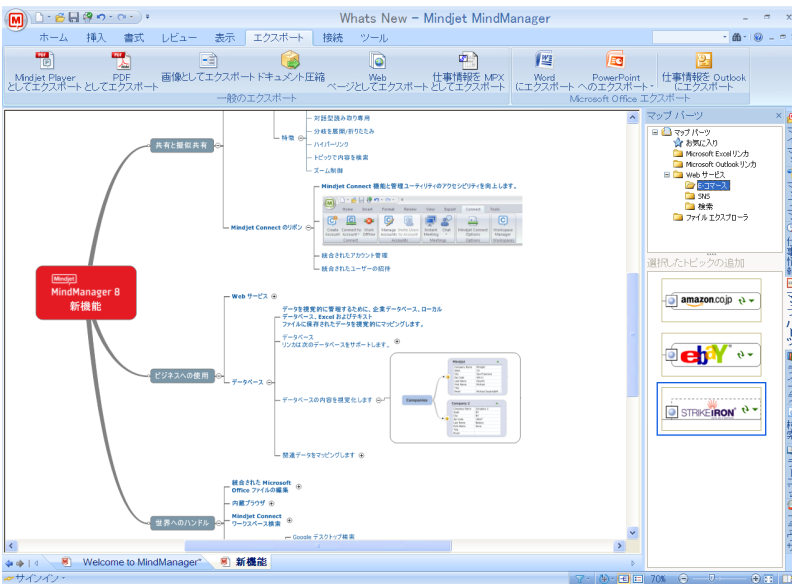 Whats New - Mindjet MindManager
ホーム 挿入 書式 レビュー 表示 エクスポート 接続 ツール
Mindjet Player
としてエクスポート
PDF
としてエクスポート
画像としてエクスポート
ドキュメント圧縮
Web
ページとしてエクスポート
仕事情報を MPX
としてエクスポート
Word
にエクスポート
PowerPoint
へのエクスポート
仕事情報を Outlook
にエクスポート
一般のエクスポート
Microsoft Office エクスポート
対話型読み取り専用
分岐を展開/折りたたみ
特徴
ハイパーリンク
トピックで内容を検索
ズーム制御
共有と擬似共有
Mindjet Connect 機能と管理ユーティリティのアクセシビリティを向上します。
Home Insert Format Review View Export Connect Tools
Mindjet Connect のリボン
統合されたアカウント管理
統合されたユーザーの招待
Mindjet
MindManager 8
新機能
Web サービス
データを視覚的に管理するために、企業データベース、ローカル
データベース、Excel およびテキスト
ファイルに保存されたデータを視覚的にマッピングします。
データベース
リンカは次のデータベースをサポートします。
ビジネスへの使用
データベース
データベースの内容を視覚化します
Companies
Mindjet
Company 2
関連データをマッピングします
統合された Microsoft
Office ファイルの編集
内蔵ブラウザ
世界へのハンドル
Mindjet Connect
ワークスペース検索
Google デスクトップ検索
マップ パーツ
マップ パーツ
お気に入り
Microsoft Excel リンカ
Microsoft Outlook リンカ
Web サービス
E-コマース
SNS
検索
ファイル エクスプローラ
選択したトピックの追加
amazon.co.jp
ebY
STRIKEIRON
Welcome to MindManager*
新機能
サインイン
70%